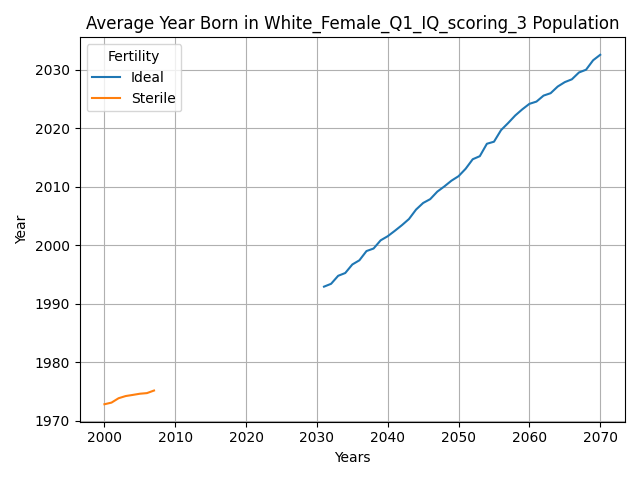 Average Year Born in White_Female_Q1_IQ_scoring_3 Population
Fertility
Ideal
Sterile
Year
2030
2020
2010
2000
1990
1980
1970
2000 2010 2020 2030 2040 2050 2060 2070
Years